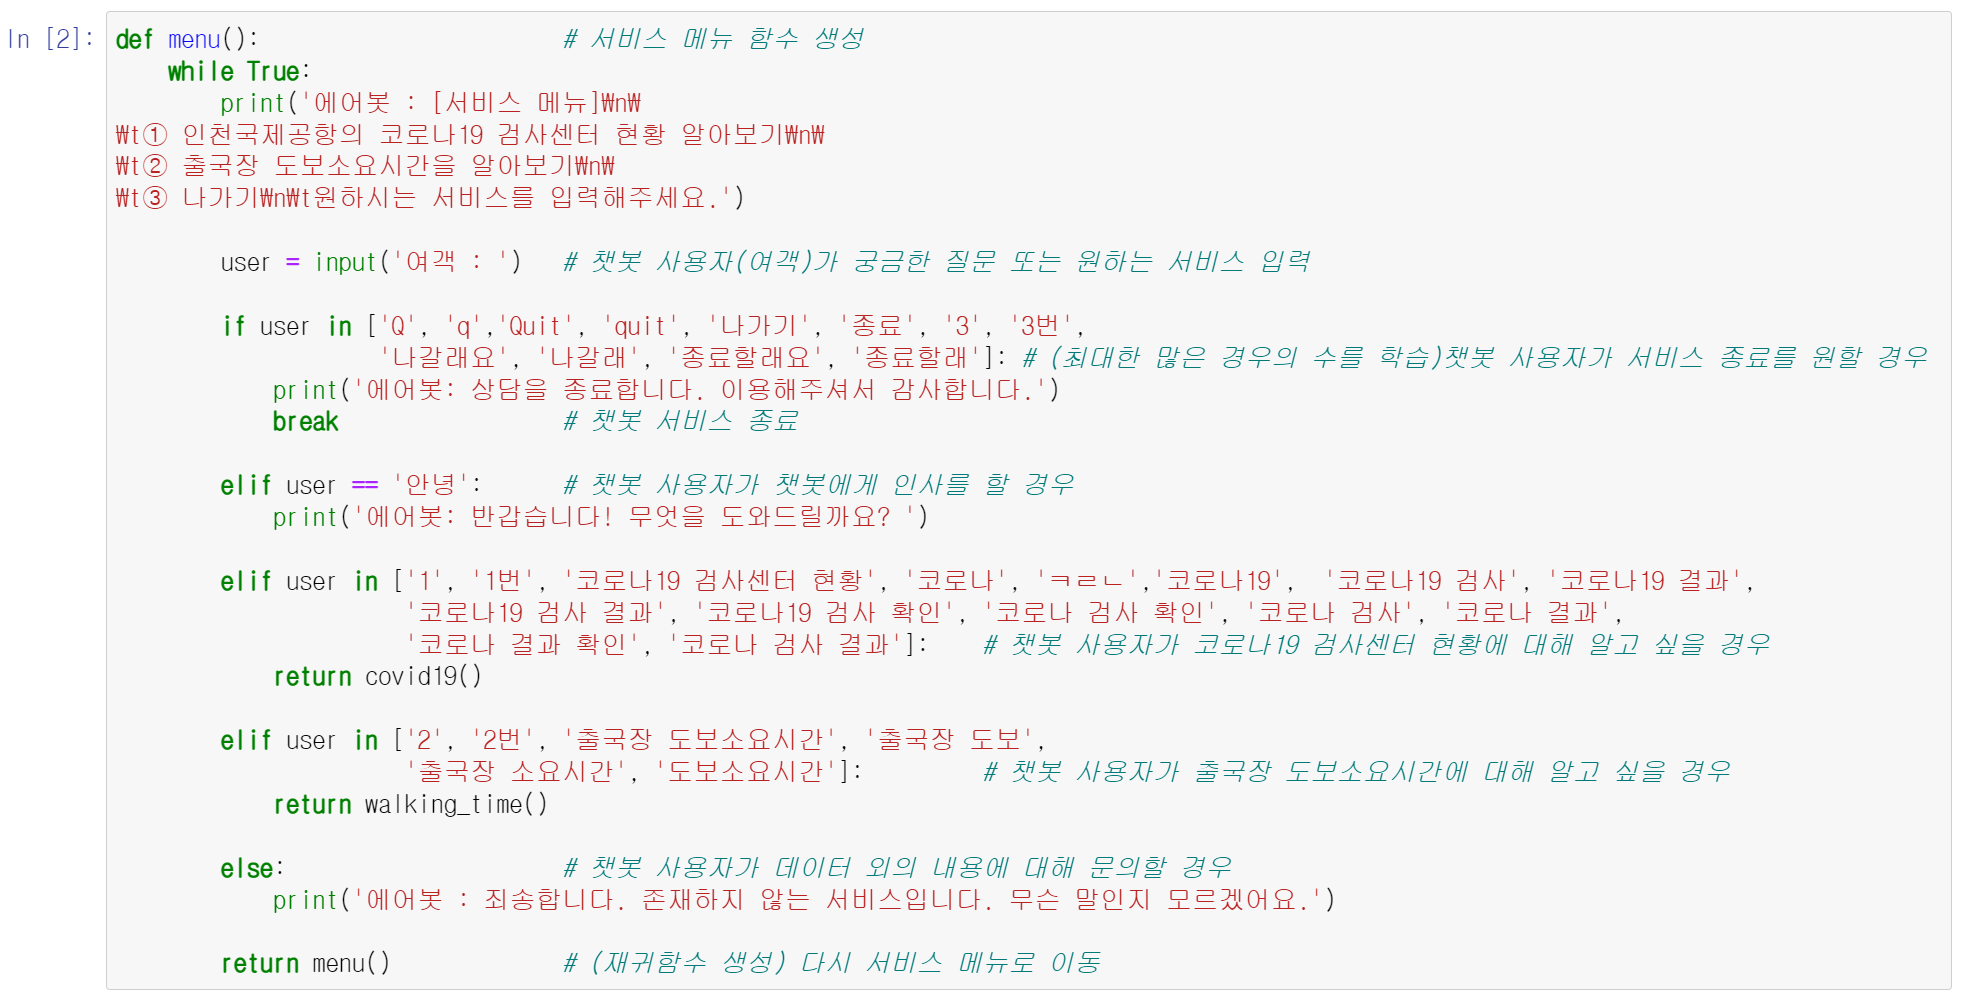 In [2]: def menu(): # 서비스 메뉴 함수 생성
while True:
print('에어봇 : [서비스 메뉴]₩n₩
₩t① 인천국제공항의 코로나19 검사센터 현황 알아보기₩n₩
₩t② 출국장 도보소요시간을 알아보기₩n₩
₩t③ 나가기₩n₩t원하시는 서비스를 입력해주세요.')
user = input('여객 : ') # 챗봇 사용자(여객)가 궁금한 질문 또는 원하는 서비스 입력
if user in ['Q', 'q','Quit', 'quit', '나가기', '종료', '3', '3번',
'나갈래요', '나갈래', '종료할래요', '종료할래']: # (최대한 많은 경우의 수를 학습)챗봇 사용자가 서비스 종료를 원할 경우
print('에어봇: 상담을 종료합니다. 이용해주셔서 감사합니다.')
break # 챗봇 서비스 종료
elif user == '안녕': # 챗봇 사용자가 챗봇에게 인사를 할 경우
print('에어봇: 반갑습니다! 무엇을 도와드릴까요? ')
elif user in ['1', '1번', '코로나19 검사센터 현황', '코로나', 'ㅋㄹㄴ','코로나19', '코로나19 검사', '코로나19 결과',
'코로나19 검사 결과', '코로나19 검사 확인', '코로나 검사 확인', '코로나 검사', '코로나 결과',
'코로나 결과 확인', '코로나 검사 결과']: # 챗봇 사용자가 코로나19 검사센터 현황에 대해 알고 싶을 경우
return covid19()
elif user in ['2', '2번', '출국장 도보소요시간', '출국장 도보',
'출국장 소요시간', '도보소요시간']: # 챗봇 사용자가 출국장 도보소요시간에 대해 알고 싶을 경우
return walking_time()
else: # 챗봇 사용자가 데이터 외의 내용에 대해 문의할 경우
print('에어봇 : 죄송합니다. 존재하지 않는 서비스입니다. 무슨 말인지 모르겠어요.')
return menu() # (재귀함수 생성) 다시 서비스 메뉴로 이동